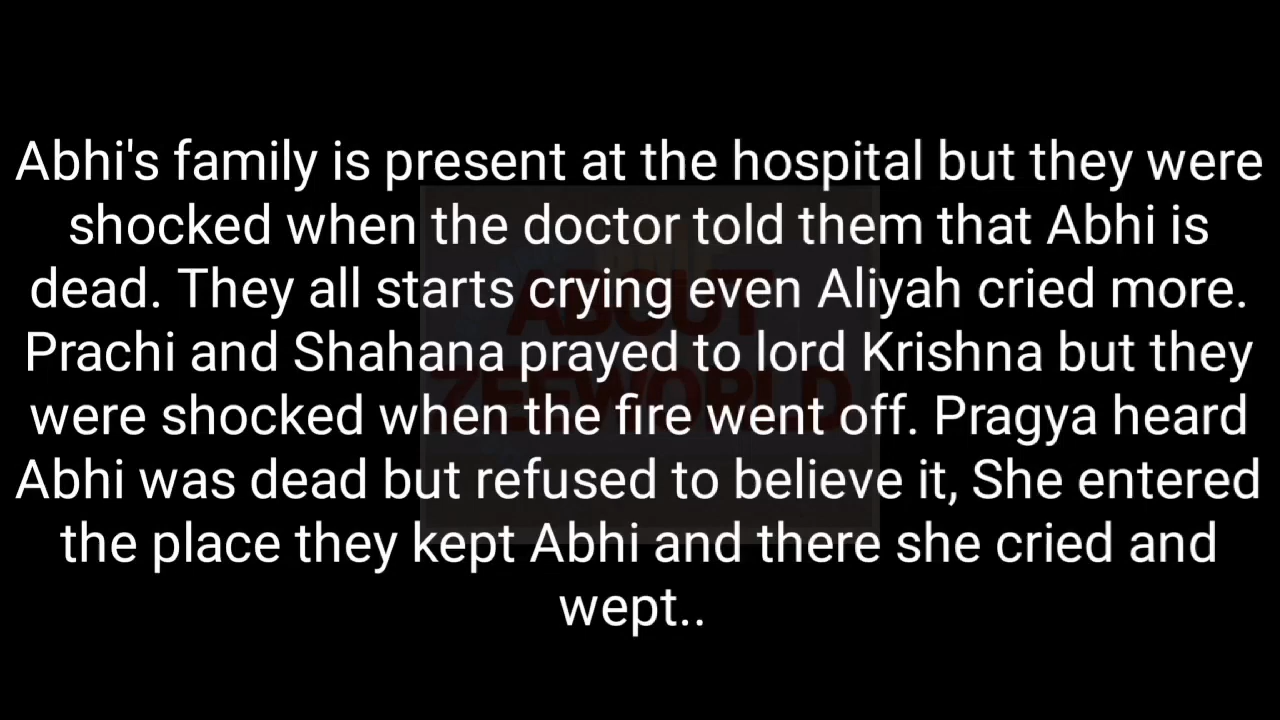 Abhi's family is present at the hospital but they were
shocked when the doctor told them that Abhi is
dead. They all starts crying even Aliyah cried more.
Prachi and Shahana prayed to lord Krishna but they
were shocked when the fire went off. Pragya heard
Abhi was dead but refused to believe it, She entered
the place they kept Abhi and there she cried and
wept..
ABOUT
ZEEWORLD